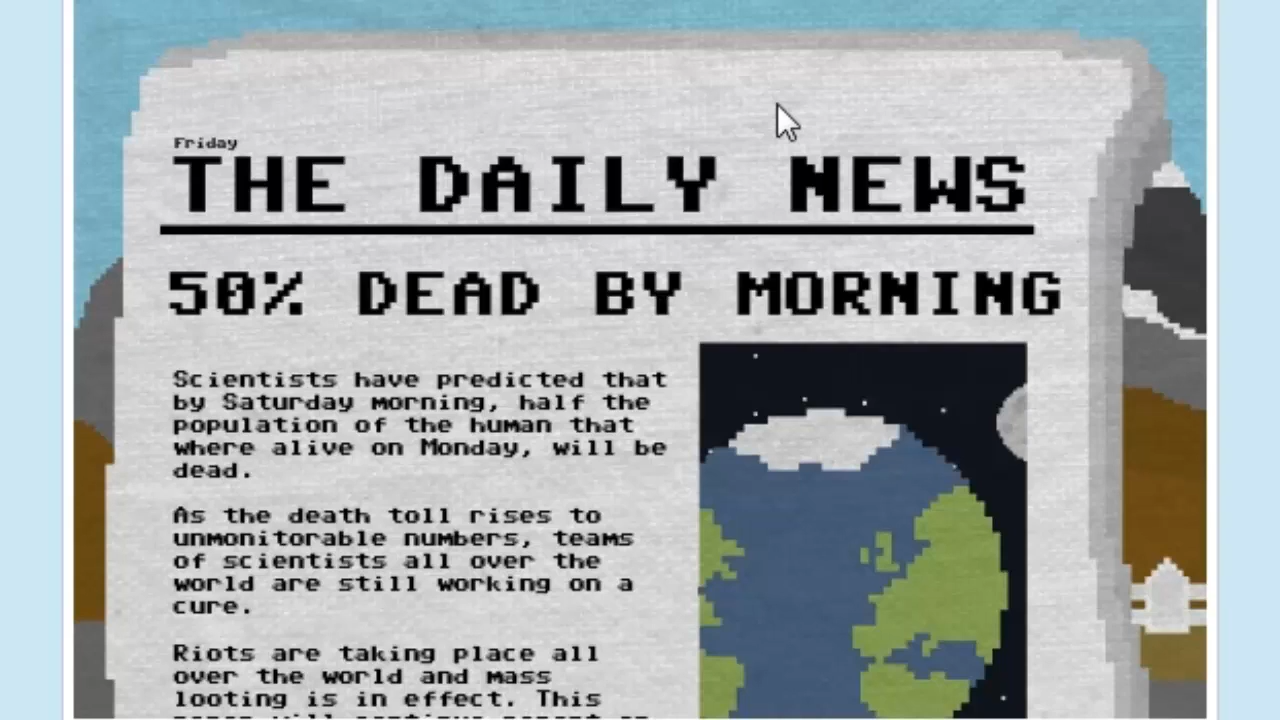 Friday
THE DAILY NEWS
50% DEAD BY MORNING
Scientists have predicted that
by Saturday morning, half the
population of the human that
where alive on Monday, will be
dead.
As the death toll rises to
unmonitorable numbers, teams
of scientists all over the
world are still working on a
cure.
Riots are taking place all
over the world and mass
looting is in effect. This